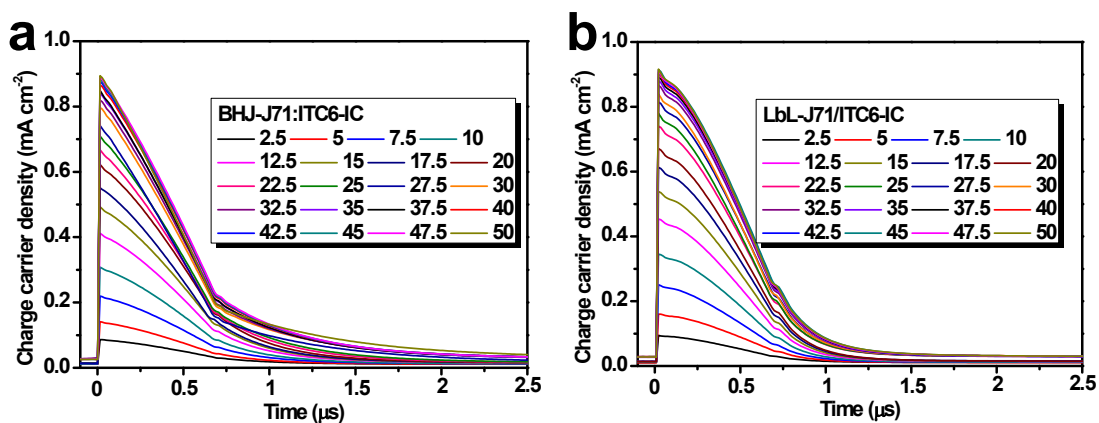 a
Charge carrier density (mA cm-2)
1.0
0.8
0.6
0.4
0.2
0.0
BHJ-J71:ITC6-IC
2.5 5 7.5 10
12.5 15 17.5 20
22.5 25 27.5 30
32.5 35 37.5 40
42.5 45 47.5 50
0 0.5 1 1.5 2 2.5
Time (μs)
b
Charge carrier density (mA cm-2)
1.0
0.8
0.6
0.4
0.2
0.0
LbL-J71/ITC6-IC
2.5 5 7.5 10
12.5 15 17.5 20
22.5 25 27.5 30
32.5 35 37.5 40
42.5 45 47.5 50
0 0.5 1 1.5 2 2.5
Time (μs)